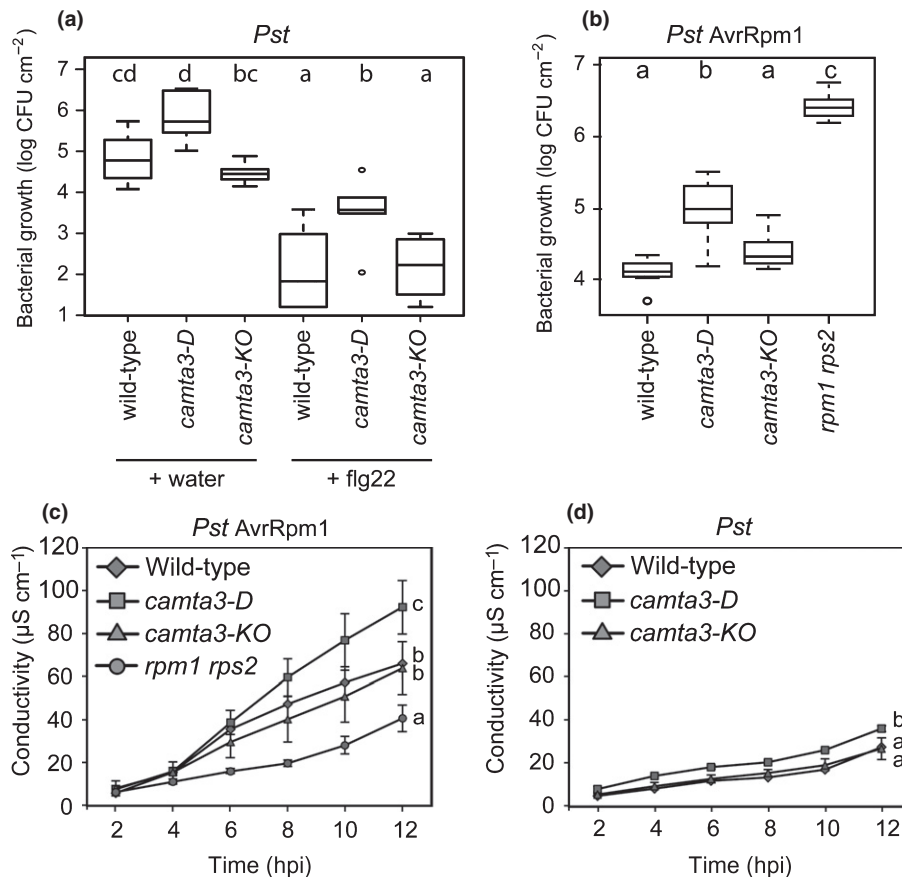 (a)
Pst
Bacterial growth (log CFU cm⁻²)
7
6
5
4
3
2
1
cd d bc a b a
wild-type
camta3-D
camta3-KO
wild-type
camta3-D
camta3-KO
+ water
+ flg22
(b)
Pst AvrRpm1
Bacterial growth (log CFU cm⁻²)
7
6
5
4
a b a c
wild-type
camta3-D
camta3-KO
rpm1 rps2
(c)
Pst AvrRpm1
Conductivity (μS cm⁻¹)
120
100
80
60
40
20
0
Wild-type
camta3-D
camta3-KO
rpm1 rps2
c
b
b
a
2 4 6 8 10 12
Time (hpi)
(d)
Pst
Conductivity (μS cm⁻¹)
120
100
80
60
40
20
0
Wild-type
camta3-D
camta3-KO
b
a
a
2 4 6 8 10 12
Time (hpi)